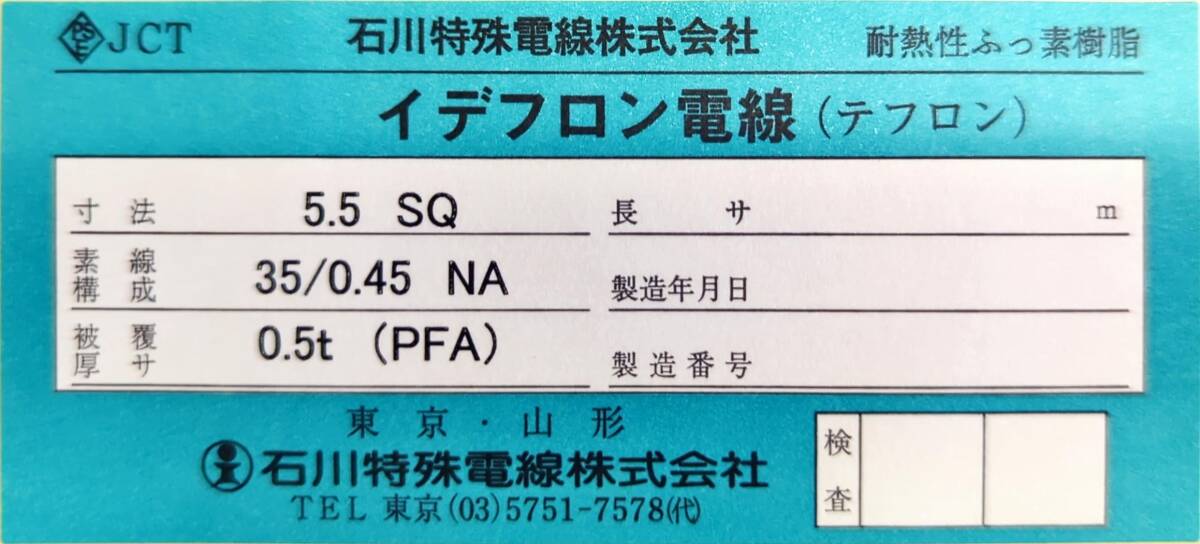 PSE JCT 石川特殊電線株式会社 耐熱性ふっ素樹脂
イデフロン電線(テフロン)
寸法 5.5 SQ 長サ m
素線構成 35/0.45 NA 製造年月日
被覆厚サ 0.5t (PFA) 製造番号
東京・山形
石川特殊電線株式会社
TEL 東京(03)5751-7578(代)
検査